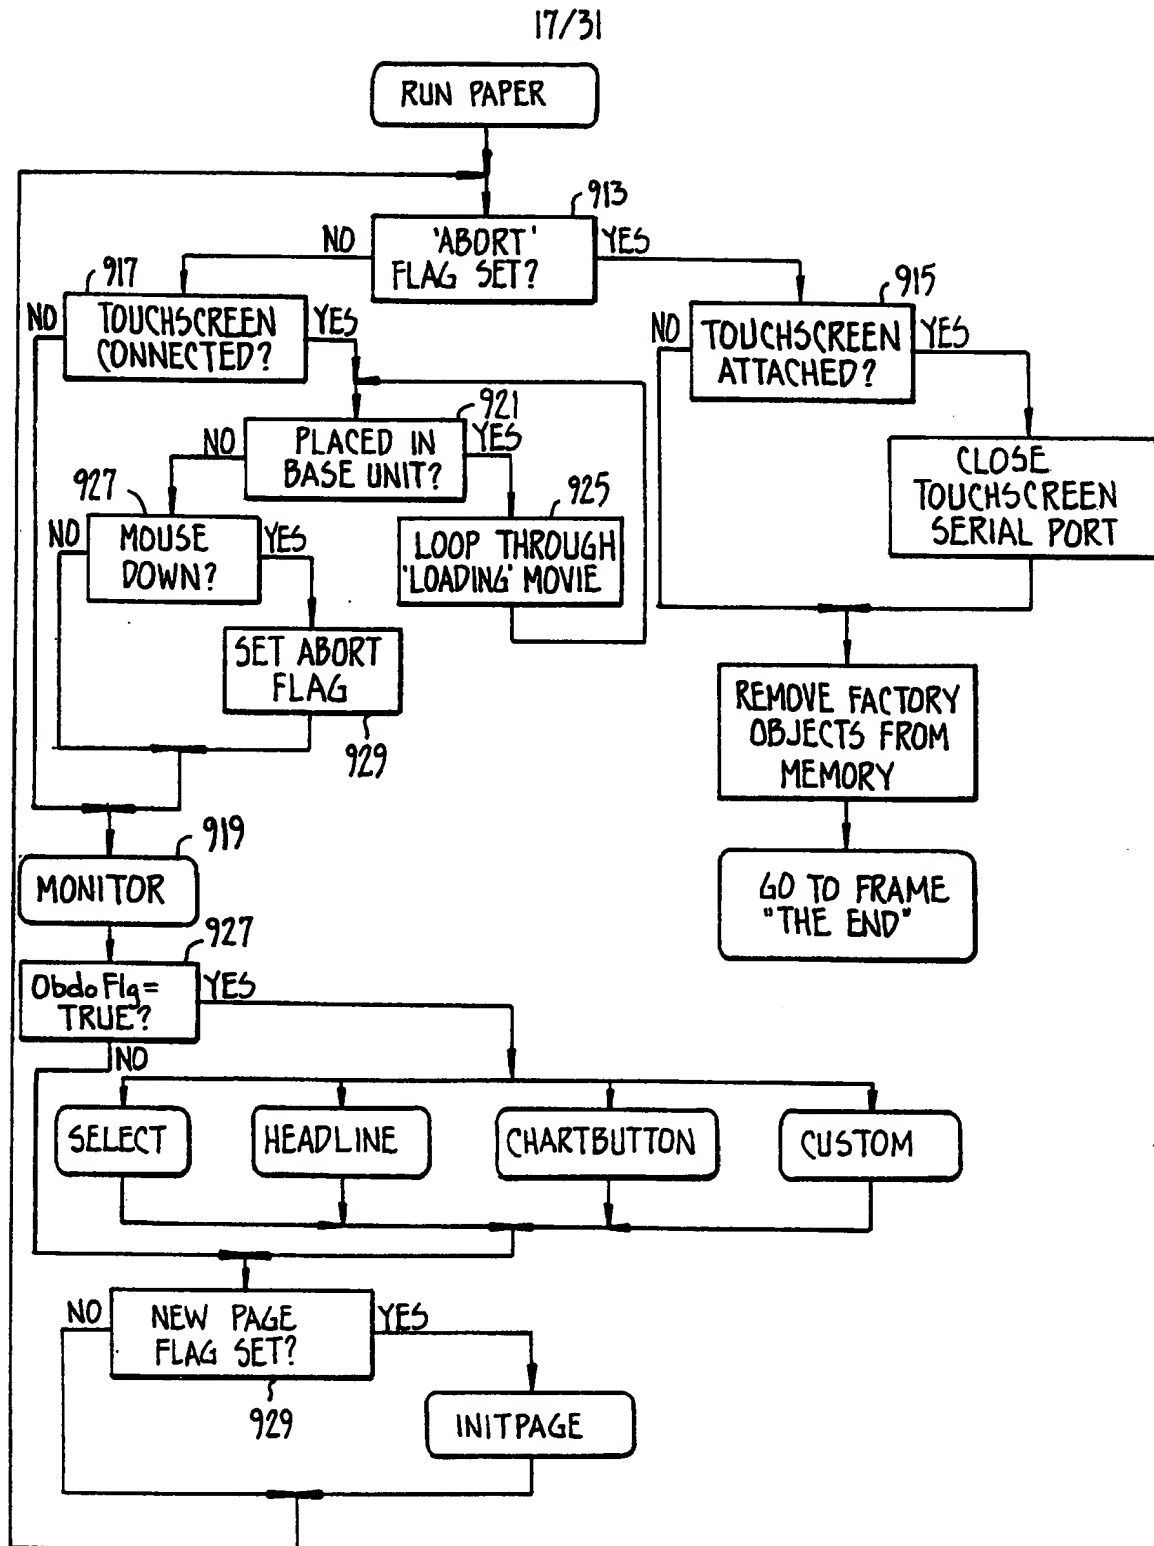 17/31
RUN PAPER
913
NO
'ABORT'
FLAG SET?
YES
917
NO
TOUCHSCREEN
CONNECTED?
YES
915
NO
TOUCHSCREEN
ATTACHED?
YES
921
NO
PLACED IN
BASE UNIT?
YES
CLOSE
TOUCHSCREEN
SERIAL PORT
927
NO
MOUSE
DOWN?
YES
925
LOOP THROUGH
'LOADING' MOVIE
SET ABORT
FLAG
929
REMOVE FACTORY
OBJECTS FROM
MEMORY
919
MONITOR
GO TO FRAME
"THE END"
927
ObdoFlg=
TRUE?
YES
NO
SELECT
HEADLINE
CHARTBUTTON
CUSTOM
NO
NEW PAGE
FLAG SET?
YES
929
INITPAGE